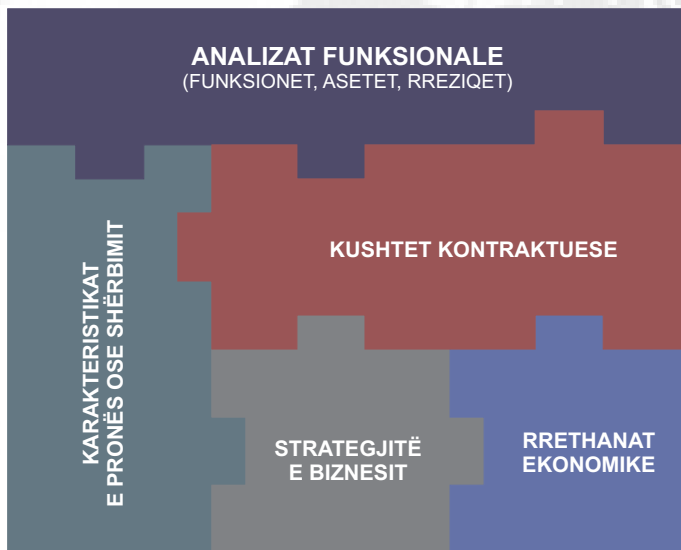 ANALIZAT FUNKSIONALE
(FUNKSIONET, ASETET, RREZIQET)
KARAKTERISTIKAT
E PRONËS OSE SHËRBIMIT
KUSHTET KONTRAKTUESE
STRATEGJITË
E BIZNESIT
RRETHANAT
EKONOMIKE